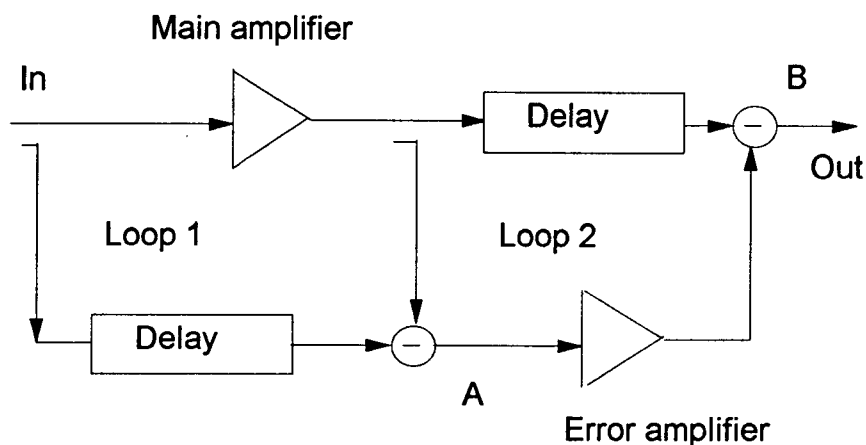 Main amplifier
In
B
Delay
−
Out
Loop 1
Loop 2
Delay
−
A
Error amplifier